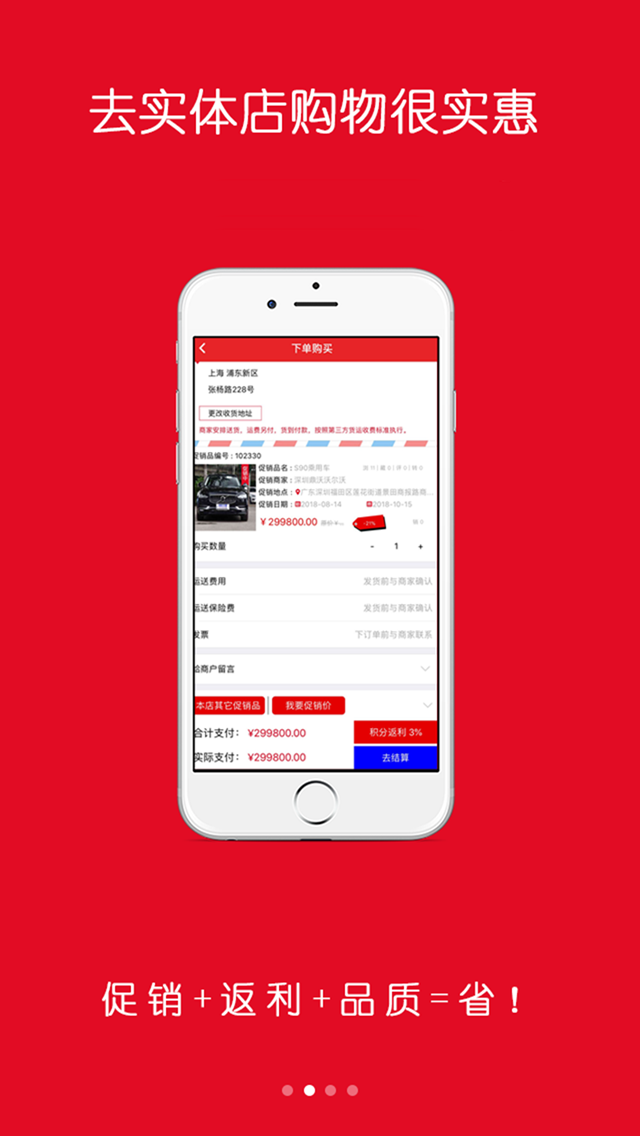 去实体店购物很实惠
下单购买
上海 浦东新区
张杨路228号
更改收货地址
商家安排送货、运费另付、货到付款，按照第三方货运收费标准执行。
促销品编号：102330
促销品名：S90乘用车
促销商家：深圳鼎沃沃尔沃
促销地点：广东深圳福田区莲花街道景田商报路商...
促销日期：2018-08-14 2018-10-15
¥299800.00 -21%
购买数量 - 1 +
运送费用 发货前与商家确认
运送保险费 发货前与商家确认
发票 下订单前与商家联系
给商户留言
本店其它促销品 我要促销价
合计支付：¥299800.00 积分返利 3%
实际支付：¥299800.00 去结算
促销+返利+品质=省！